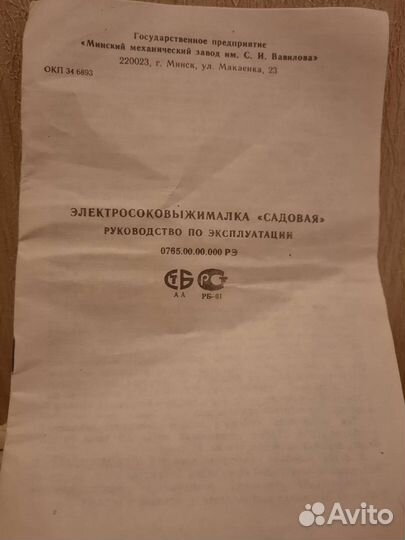 Государственное предприятие
«Минский механический завод им. С. И. Вавилова»
220023, г. Минск, ул. Макаенка, 23
ОКП 34 6893
ЭЛЕКТРОСОКОВЫЖИМАЛКА «САДОВАЯ»
РУКОВОДСТВО ПО ЭКСПЛУАТАЦИИ
0765.00.00.000 РЭ
АА РБ-01
Avito